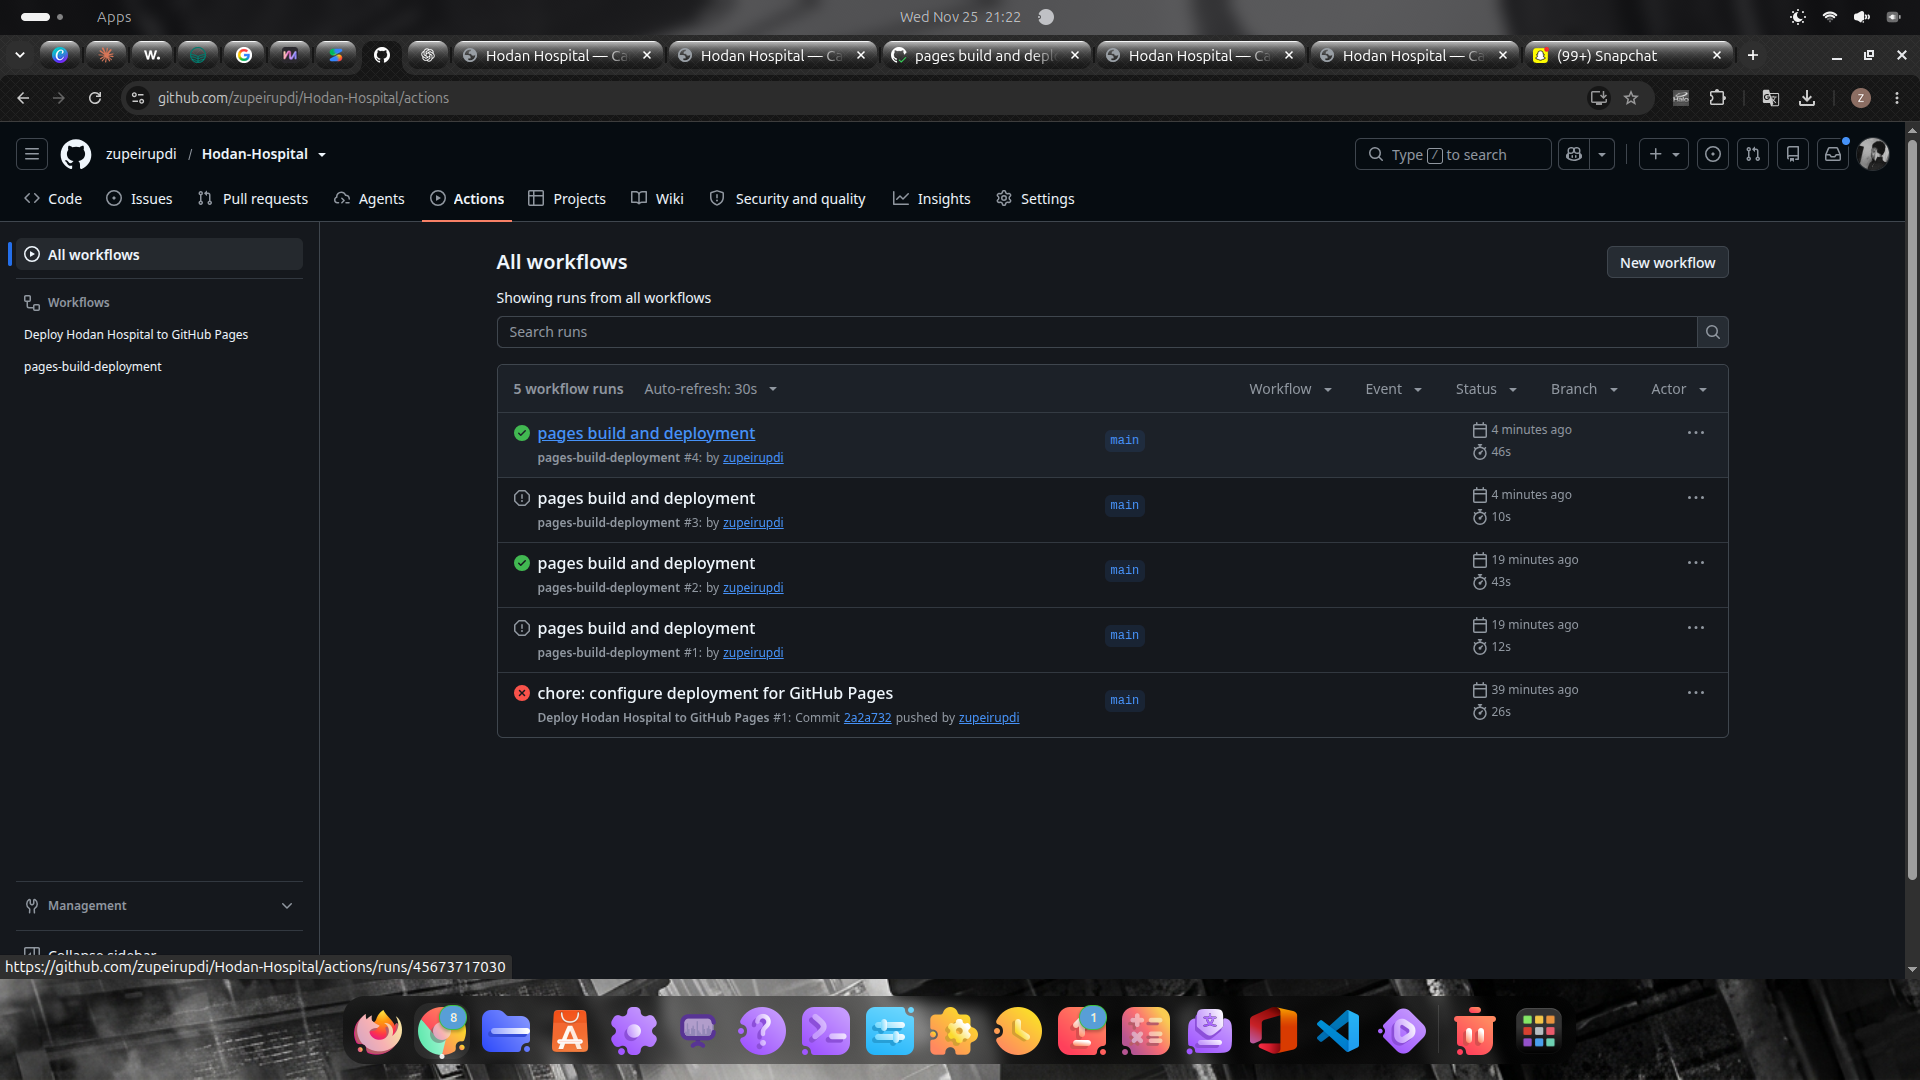 Apps
Wed Nov 25 21:22
W.
Hodan Hospital — Ca
Hodan Hospital — Ca
pages build and depl
Hodan Hospital — Ca
Hodan Hospital — Ca
(99+) Snapchat
github.com/zupeirupdi/Hodan-Hospital/actions
Z
zupeirupdi / Hodan-Hospital
Type / to search
Code
Issues
Pull requests
Agents
Actions
Projects
Wiki
Security and quality
Insights
Settings
All workflows
Workflows
Deploy Hodan Hospital to GitHub Pages
pages-build-deployment
All workflows
New workflow
Showing runs from all workflows
Search runs
5 workflow runs
Auto-refresh: 30s
Workflow
Event
Status
Branch
Actor
pages build and deployment
pages-build-deployment #4: by zupeirupdi
main
4 minutes ago
46s
pages build and deployment
pages-build-deployment #3: by zupeirupdi
main
4 minutes ago
10s
pages build and deployment
pages-build-deployment #2: by zupeirupdi
main
19 minutes ago
43s
pages build and deployment
pages-build-deployment #1: by zupeirupdi
main
19 minutes ago
12s
chore: configure deployment for GitHub Pages
Deploy Hodan Hospital to GitHub Pages #1: Commit 2a2a732 pushed by zupeirupdi
main
39 minutes ago
26s
Management
Collapse sidebar
https://github.com/zupeirupdi/Hodan-Hospital/actions/runs/45673717030
8
1